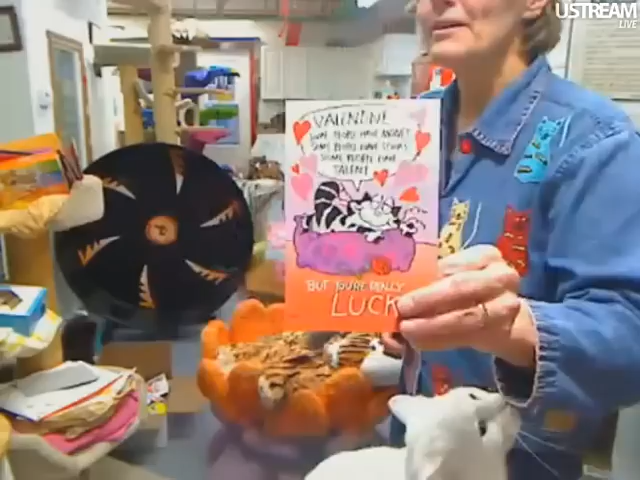 USTREAM
LIVE
VALENTINE
SOME PEOPLE HAVE MONEY
SOME PEOPLE HAVE LOOKS
SOME PEOPLE HAVE
TALENT
BUT YOU'RE REALLY
LUCK